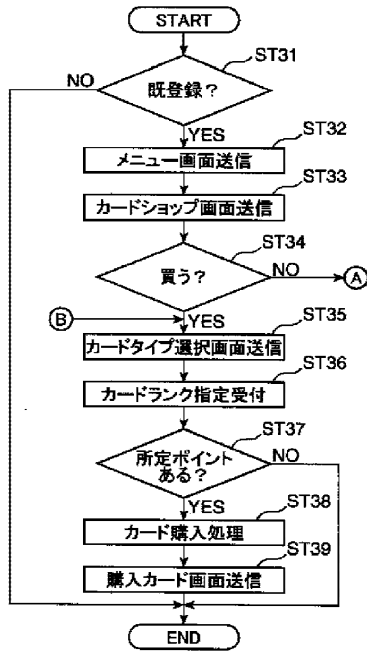 START
ST31
NO
既登録？
YES
ST32
メニュー画面送信
ST33
カードショップ画面送信
ST34
買う？
NO
A
B
YES
ST35
カードタイプ選択画面送信
ST36
カードランク指定受付
ST37
所定ポイント
ある？
NO
YES
ST38
カード購入処理
ST39
購入カード画面送信
END